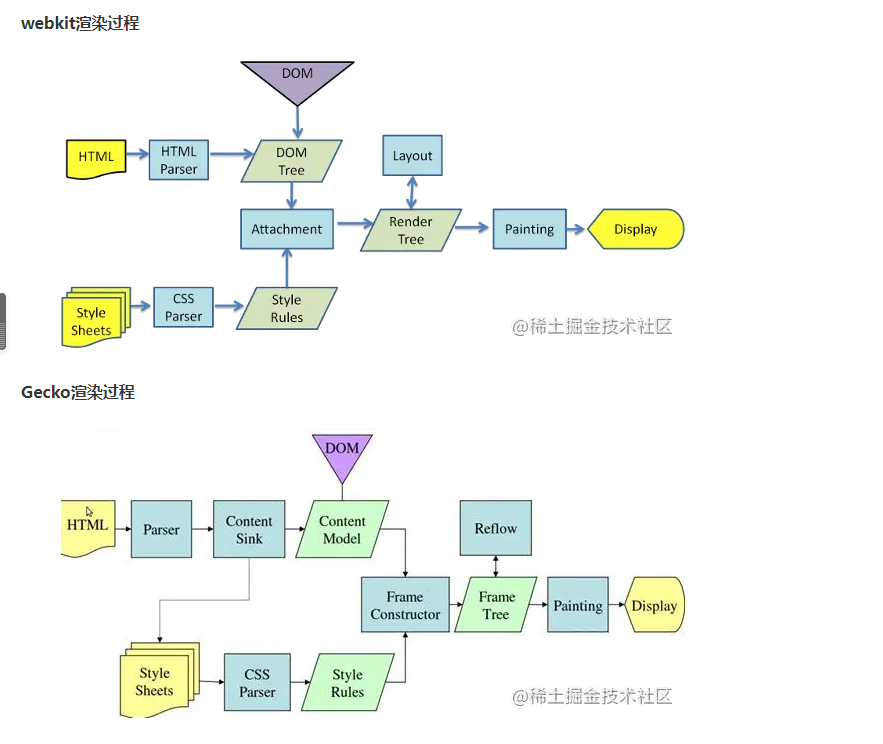 webkit渲染过程
DOM
HTML
HTML
Parser
DOM
Tree
Layout
Attachment
Render
Tree
Painting
Display
Style
Sheets
CSS
Parser
Style
Rules
@稀土掘金技术社区
Gecko渲染过程
DOM
HTML
Parser
Content
Sink
Content
Model
Reflow
Frame
Constructor
Frame
Tree
Painting
Display
Style
Sheets
CSS
Parser
Style
Rules
@稀土掘金技术社区